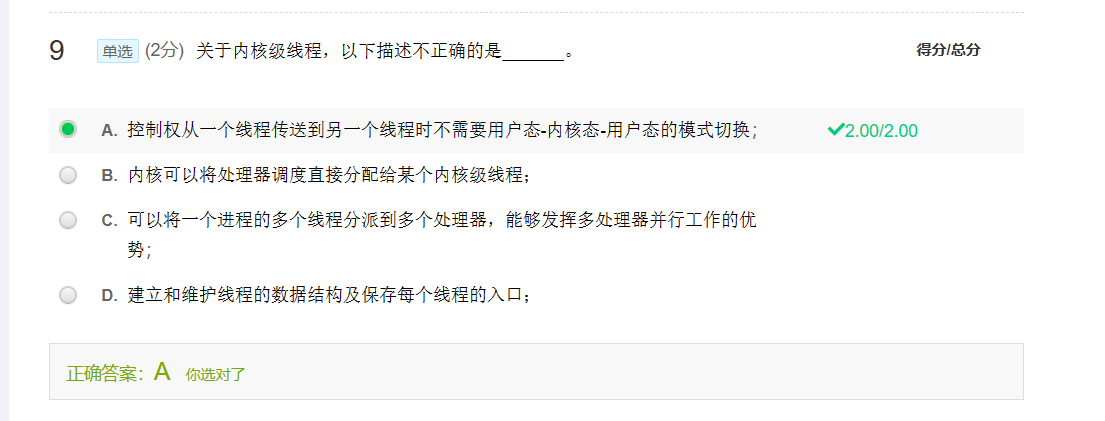 9 单选 (2分) 关于内核级线程，以下描述不正确的是______。 得分/总分
A. 控制权从一个线程传送到另一个线程时不需要用户态-内核态-用户态的模式切换； 2.00/2.00
B. 内核可以将处理器调度直接分配给某个内核级线程；
C. 可以将一个进程的多个线程分派到多个处理器，能够发挥多处理器并行工作的优
势；
D. 建立和维护线程的数据结构及保存每个线程的入口；
正确答案：A 你选对了